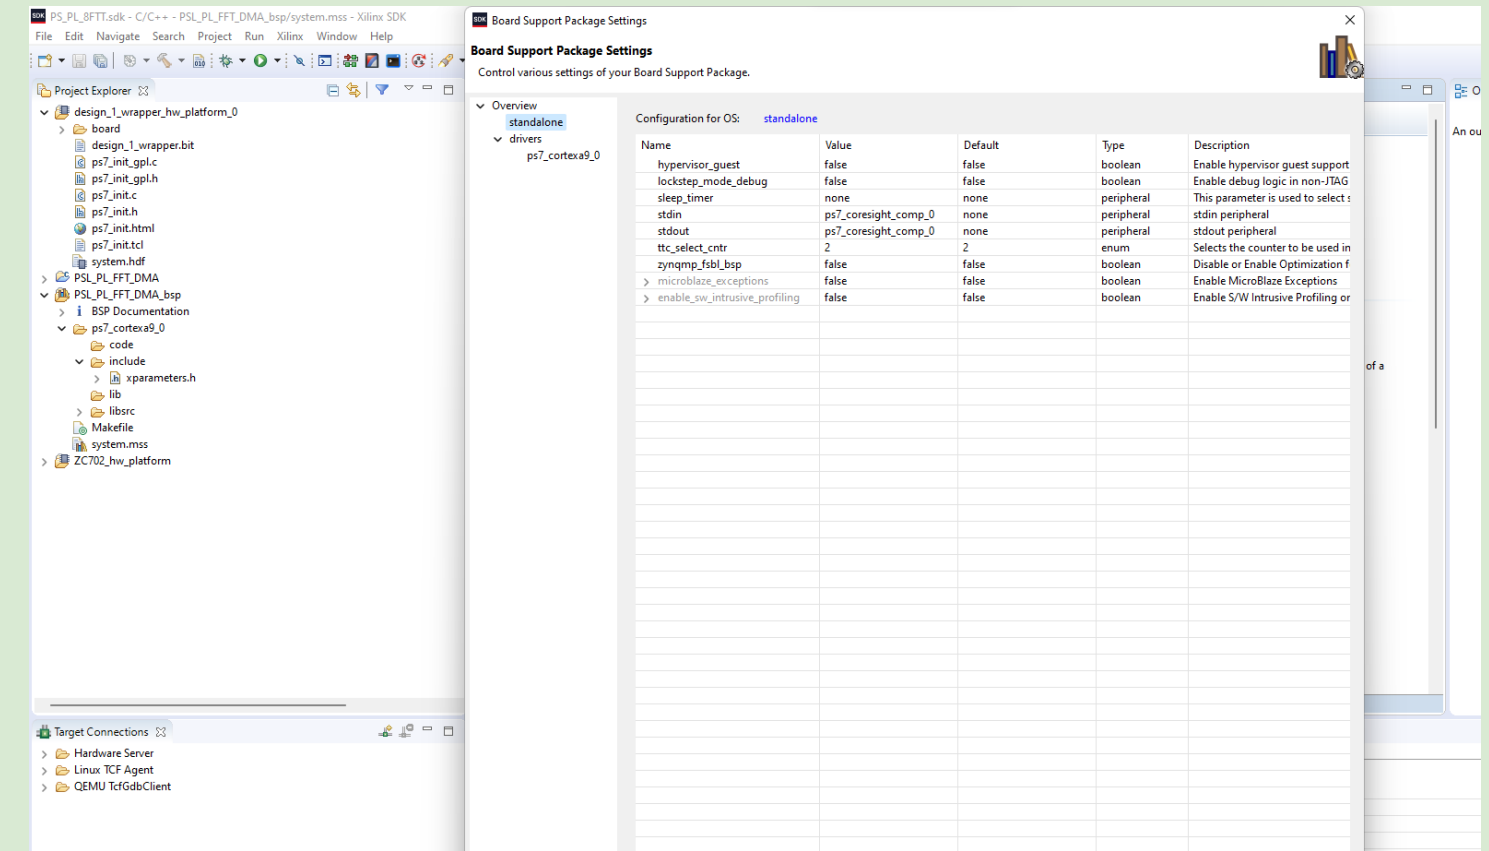 PS_PL_8FTT.sdk - C/C++ - PSL_PL_FFT_DMA_bsp/system.mss - Xilinx SDK
File Edit Navigate Search Project Run Xilinx Window Help
Project Explorer
design_1_wrapper_hw_platform_0
board
design_1_wrapper.bit
ps7_init_gpl.c
ps7_init_gpl.h
ps7_init.c
ps7_init.h
ps7_init.html
ps7_init.tcl
system.hdf
PSL_PL_FFT_DMA
PSL_PL_FFT_DMA_bsp
BSP Documentation
ps7_cortexa9_0
code
include
xparameters.h
lib
libsrc
Makefile
system.mss
ZC702_hw_platform
Target Connections
Hardware Server
Linux TCF Agent
QEMU TcfGdbClient
SDK Board Support Package Settings
Board Support Package Settings
Control various settings of your Board Support Package.
Overview
standalone
drivers
ps7_cortexa9_0
Configuration for OS: standalone
Name Value Default Type Description
hypervisor_guest false false boolean Enable hypervisor guest support
lockstep_mode_debug false false boolean Enable debug logic in non-JTAG
sleep_timer none none peripheral This parameter is used to select s
stdin ps7_coresight_comp_0 none peripheral stdin peripheral
stdout ps7_coresight_comp_0 none peripheral stdout peripheral
ttc_select_cntr 2 2 enum Selects the counter to be used in
zynqmp_fsbl_bsp false false boolean Disable or Enable Optimization f
microblaze_exceptions false false boolean Enable MicroBlaze Exceptions
enable_sw_intrusive_profiling false false boolean Enable S/W Intrusive Profiling or
of a
O
An ou